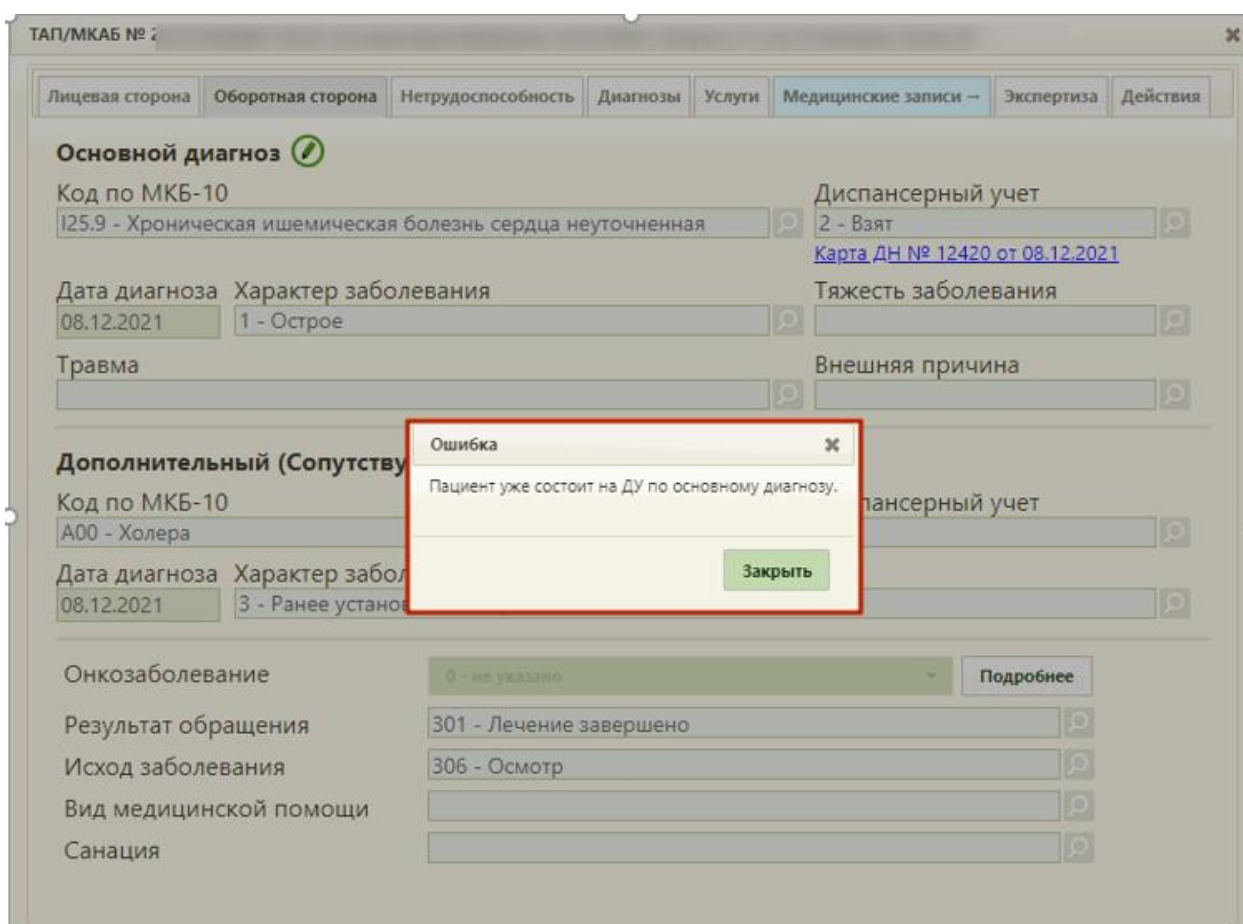 ТАП/МКАБ №
Лицевая сторона Оборотная сторона Нетрудоспособность Диагнозы Услуги Медицинские записи – Экспертиза Действия
Основной диагноз
Код по МКБ-10 Диспансерный учет
I25.9 - Хроническая ишемическая болезнь сердца неуточненная 2 - Взят
Карта ДН № 12420 от 08.12.2021
Дата диагноза Характер заболевания Тяжесть заболевания
08.12.2021 1 - Острое
Травма Внешняя причина
Ошибка
Пациент уже состоит на ДУ по основному диагнозу.
Закрыть
Дополнительный (Сопутству
Код по МКБ-10 пансерный учет
A00 - Холера
Дата диагноза Характер забол
08.12.2021 3 - Ранее устано
Онкозаболевание 0 - не указано Подробнее
Результат обращения 301 - Лечение завершено
Исход заболевания 306 - Осмотр
Вид медицинской помощи
Санация